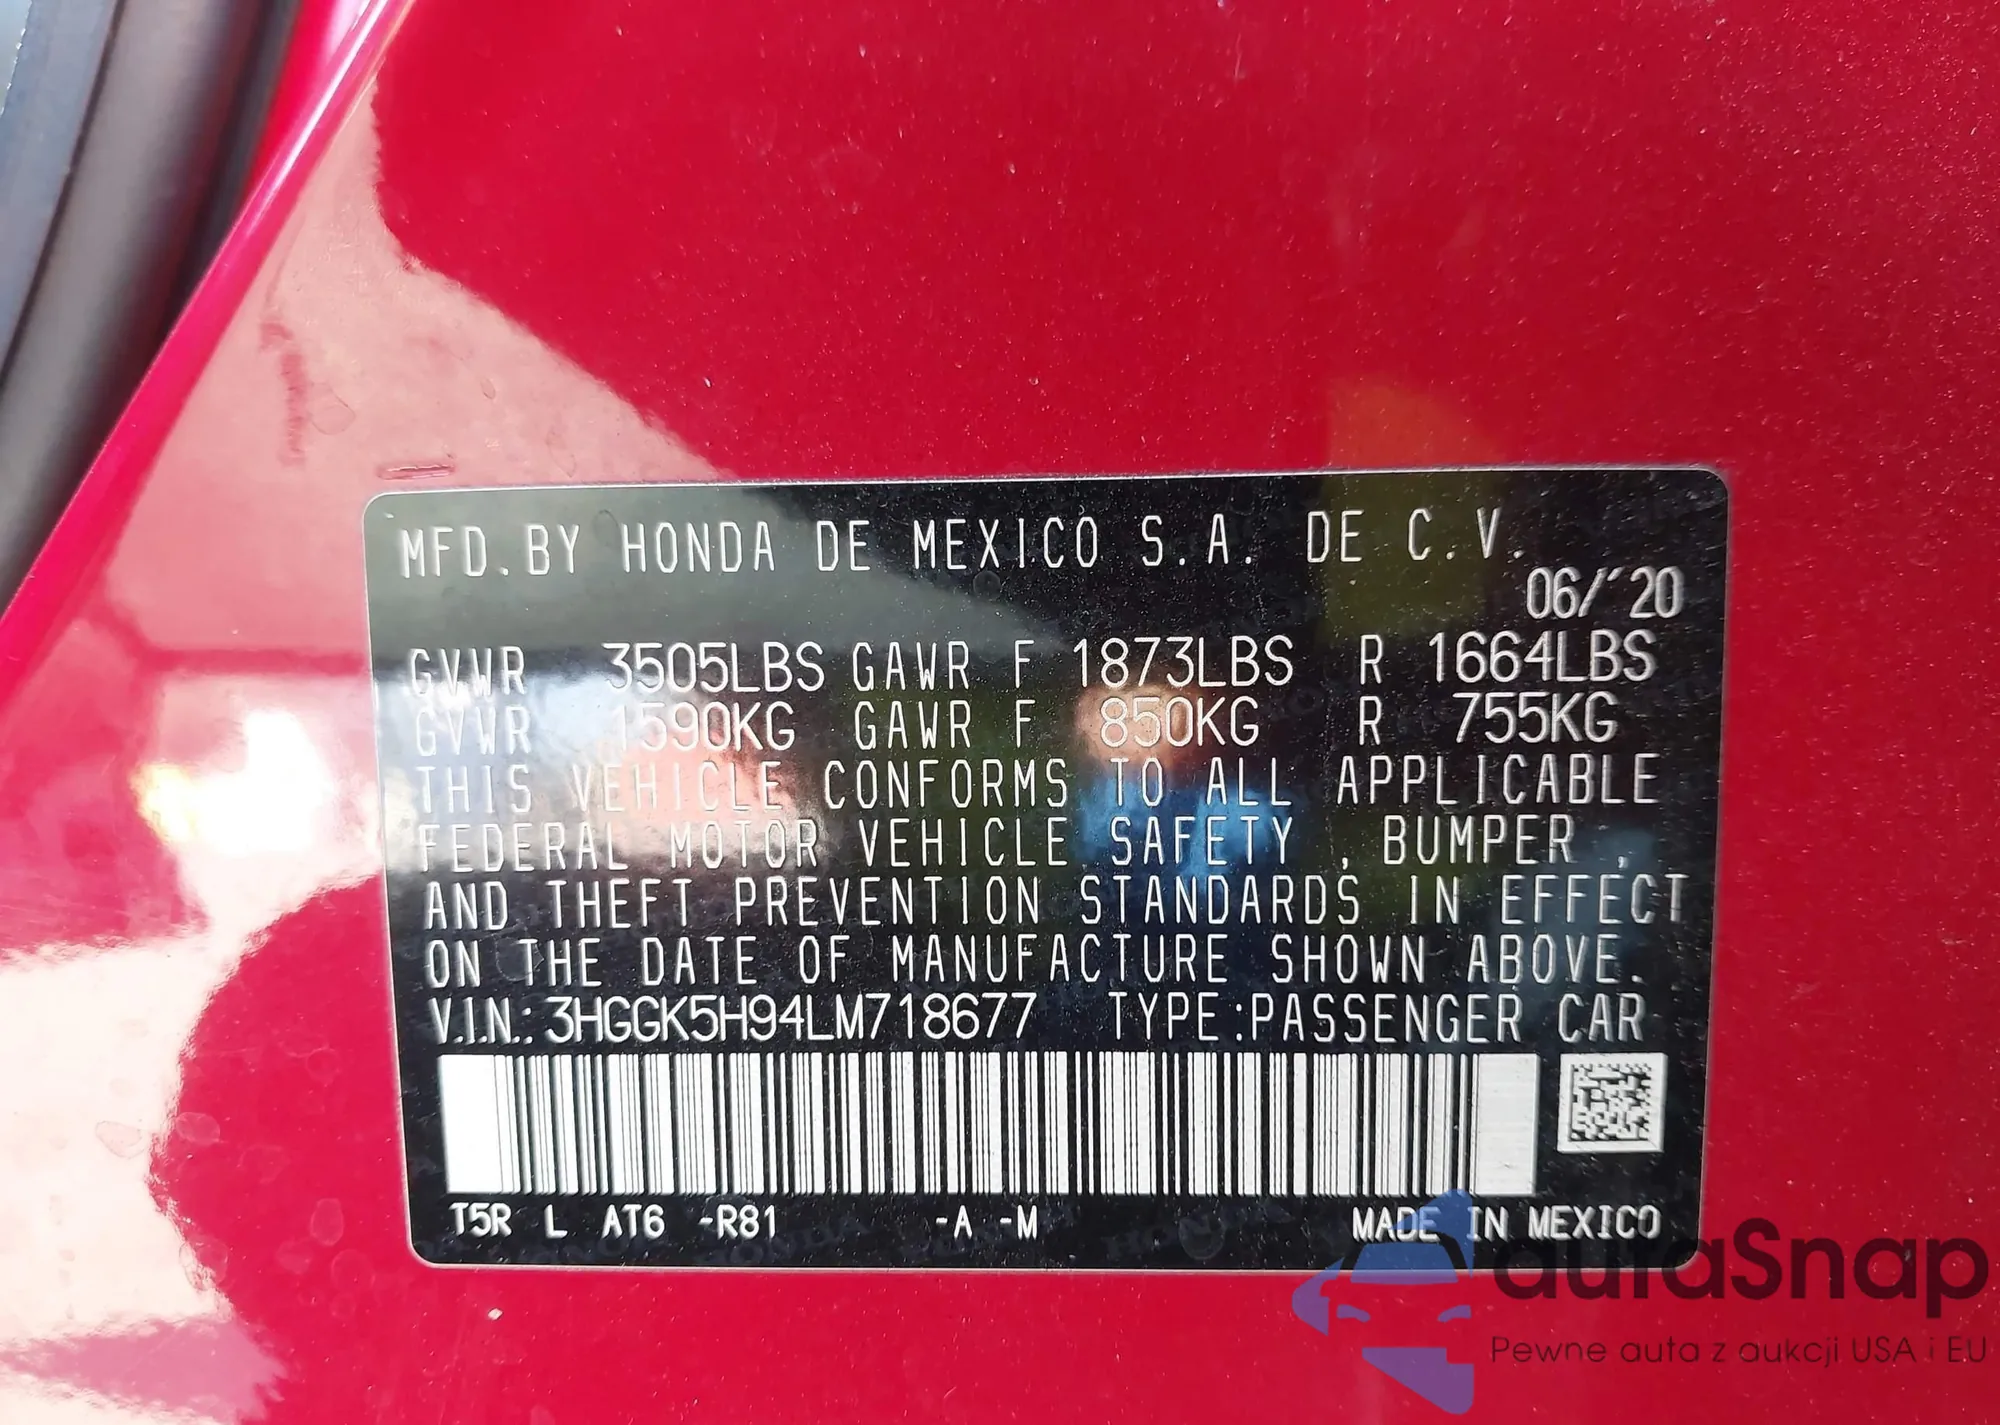 MFD. BY HONDA DE MEXICO S.A. DE C.V.
06/'20
GVWR 3505LBS GAWR F 1873LBS R 1664LBS
GVWR 1590KG GAWR F 850KG R 755KG
THIS VEHICLE CONFORMS TO ALL APPLICABLE
FEDERAL MOTOR VEHICLE SAFETY , BUMPER ,
AND THEFT PREVENTION STANDARDS IN EFFECT
ON THE DATE OF MANUFACTURE SHOWN ABOVE.
V.I.N.: 3HGGK5H94LM718677 TYPE:PASSENGER CAR
T5R L AT6 -R81 -A -M MADE IN MEXICO
autaSnap
Pewne auta z aukcji USA i EU